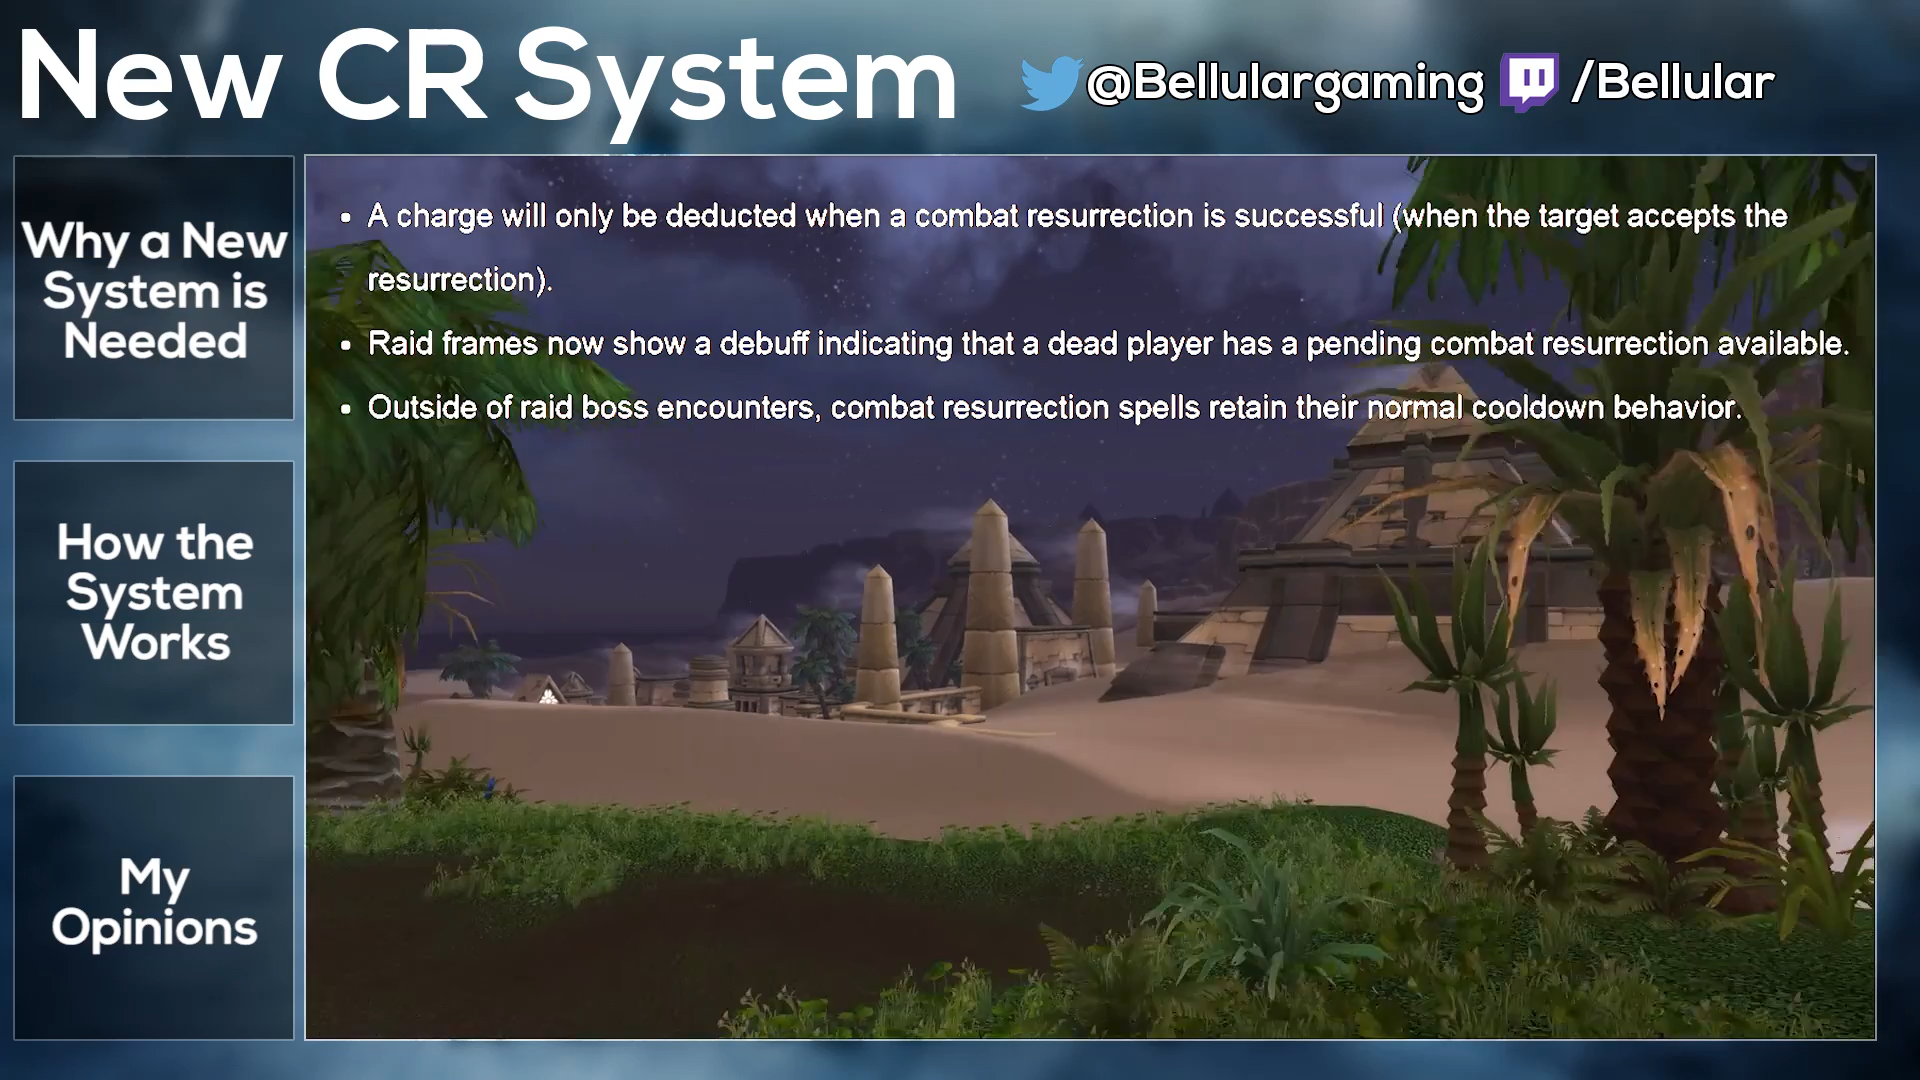 New CR System
@Bellulargaming /Bellular
Why a New
System is
Needed
How the
System
Works
My
Opinions
• A charge will only be deducted when a combat resurrection is successful (when the target accepts the
resurrection).
• Raid frames now show a debuff indicating that a dead player has a pending combat resurrection available.
• Outside of raid boss encounters, combat resurrection spells retain their normal cooldown behavior.